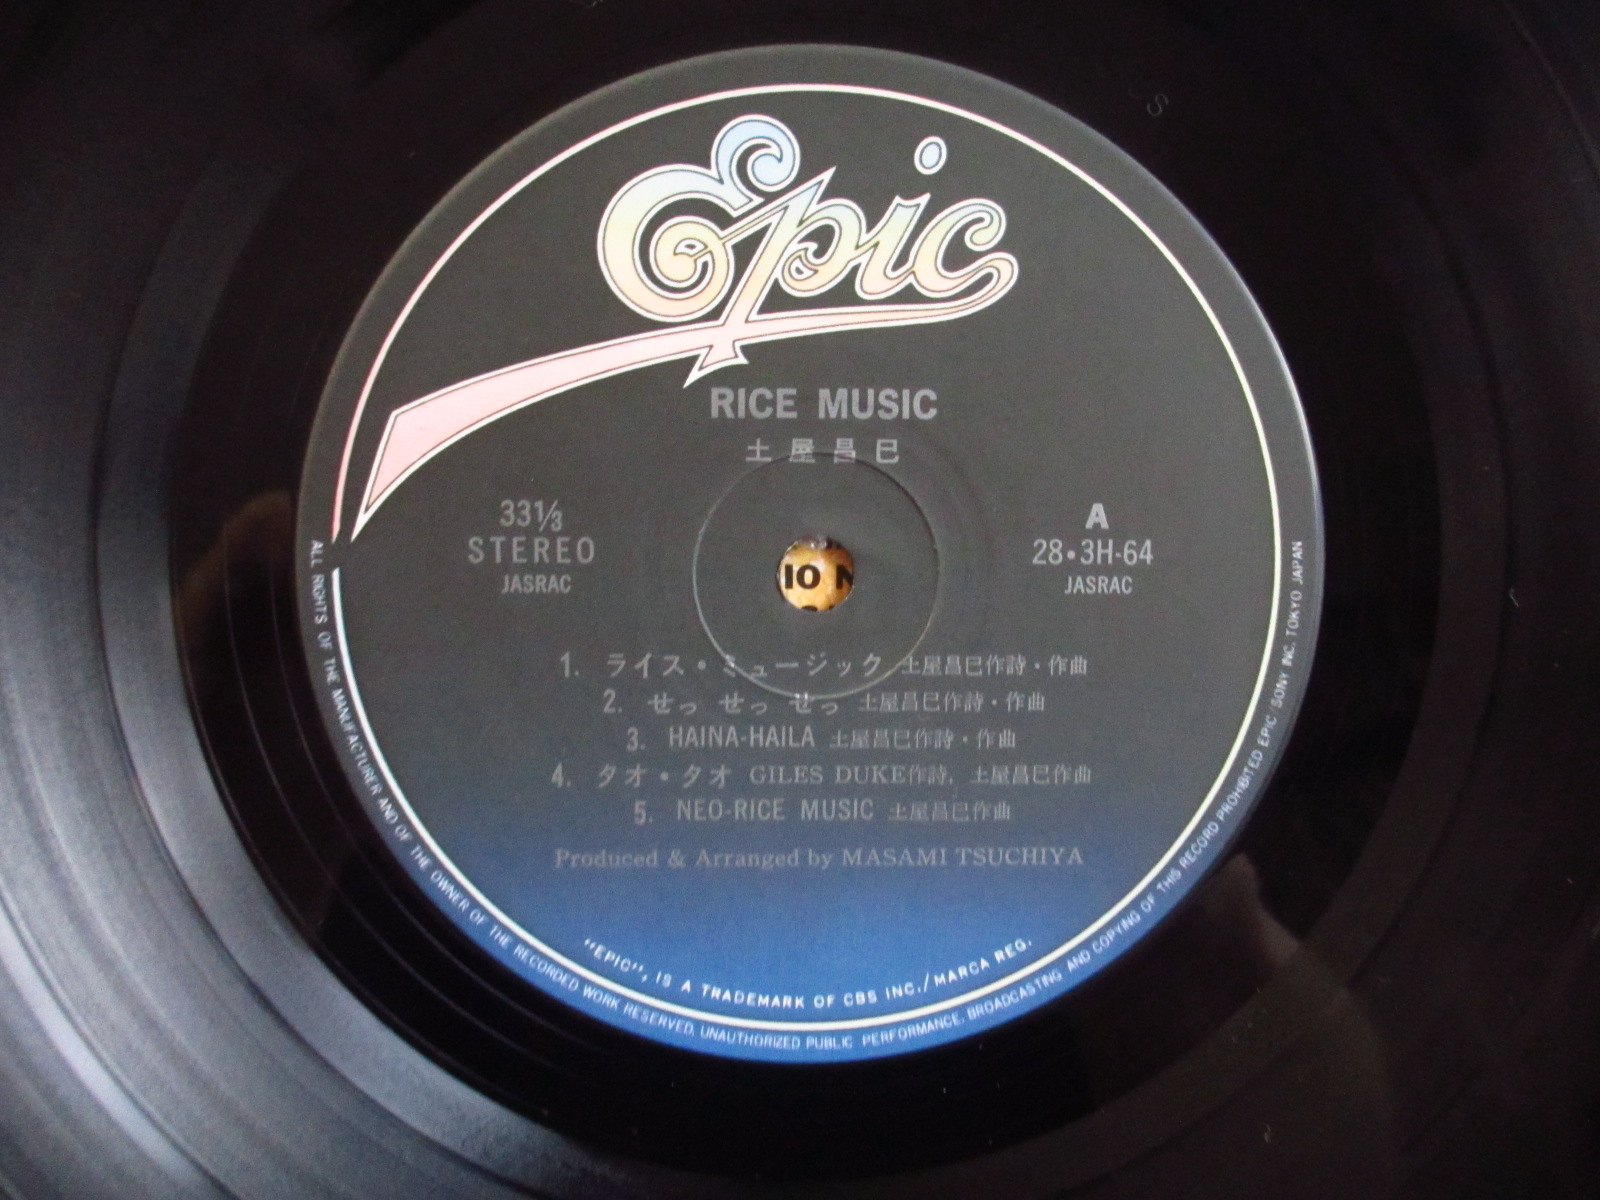 Epic
RICE MUSIC
土屋昌巳
33⅓
STEREO
JASRAC
A
28・3H-64
JASRAC
1. ライス・ミュージック 土屋昌巳作詩・作曲
2. せっ せっ せっ 土屋昌巳作詩・作曲
3. HAINA-HAILA 土屋昌巳作詩・作曲
4. タオ・タオ GILES DUKE作詩, 土屋昌巳作曲
5. NEO-RICE MUSIC 土屋昌巳作曲
Produced & Arranged by MASAMI TSUCHIYA
"EPIC", IS A TRADEMARK OF CBS INC./MARCA REG.
ALL RIGHTS OF THE MANUFACTURER AND OF THE OWNER OF THE RECORDED WORK RESERVED. UNAUTHORIZED PUBLIC PERFORMANCE, BROADCASTING AND COPYING OF THIS RECORD PROHIBITED EPIC/SONY INC. TOKYO JAPAN
IO N